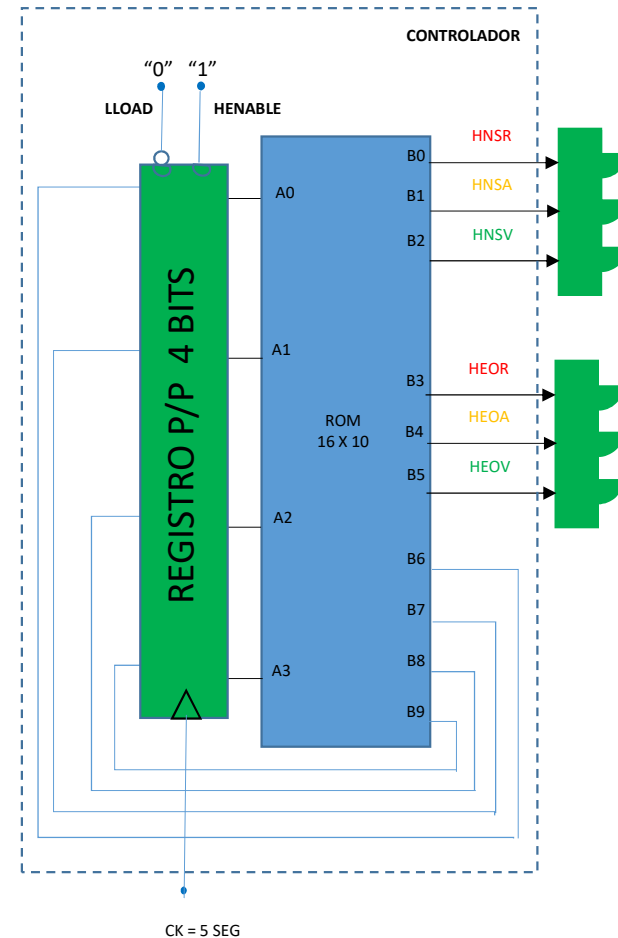 CONTROLADOR
“0” “1”
LLOAD HENABLE
REGISTRO P/P 4 BITS
A0
A1
A2
A3
ROM
16 X 10
B0
B1
B2
B3
B4
B5
B6
B7
B8
B9
HNSR
HNSA
HNSV
HEOR
HEOA
HEOV
CK = 5 SEG